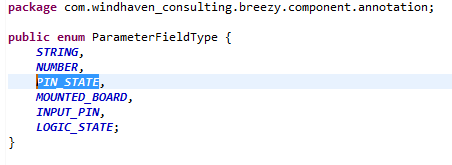 package com.windhaven_consulting.breezy.component.annotation;
public enum ParameterFieldType {
STRING,
NUMBER,
PIN_STATE,
MOUNTED_BOARD,
INPUT_PIN,
LOGIC_STATE;
}